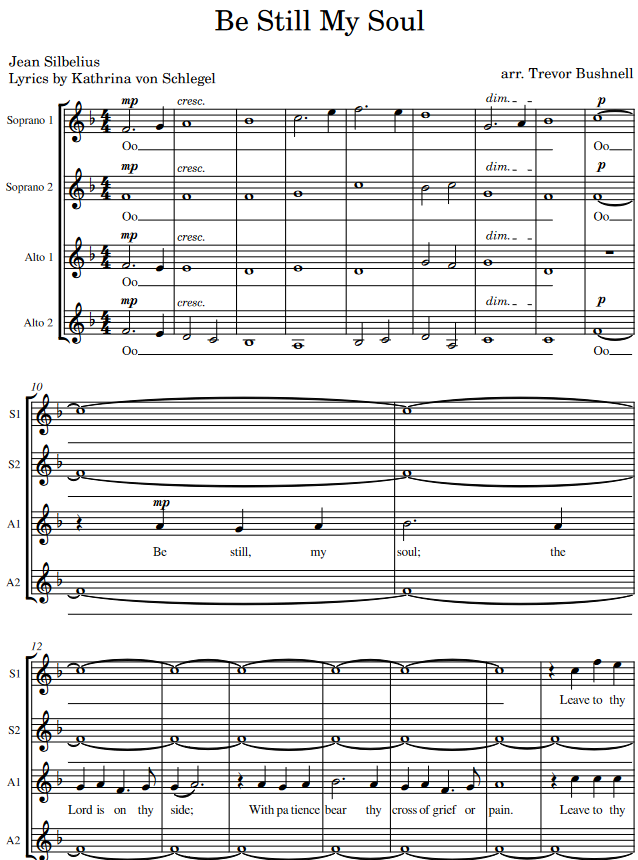 Be Still My Soul
Jean Silbelius
Lyrics by Kathrina von Schlegel
arr. Trevor Bushnell
mp cresc. dim. p
Soprano 1
Oo Oo
mp cresc. dim. p
Soprano 2
Oo Oo
mp cresc. dim.
Alto 1
Oo
mp cresc. dim. p
Alto 2
Oo Oo
10
S1
S2
mp
A1
Be still, my soul; the
A2
12
S1
Leave to thy
S2
A1
Lord is on thy side; With patience bear thy cross of grief or pain. Leave to thy
A2